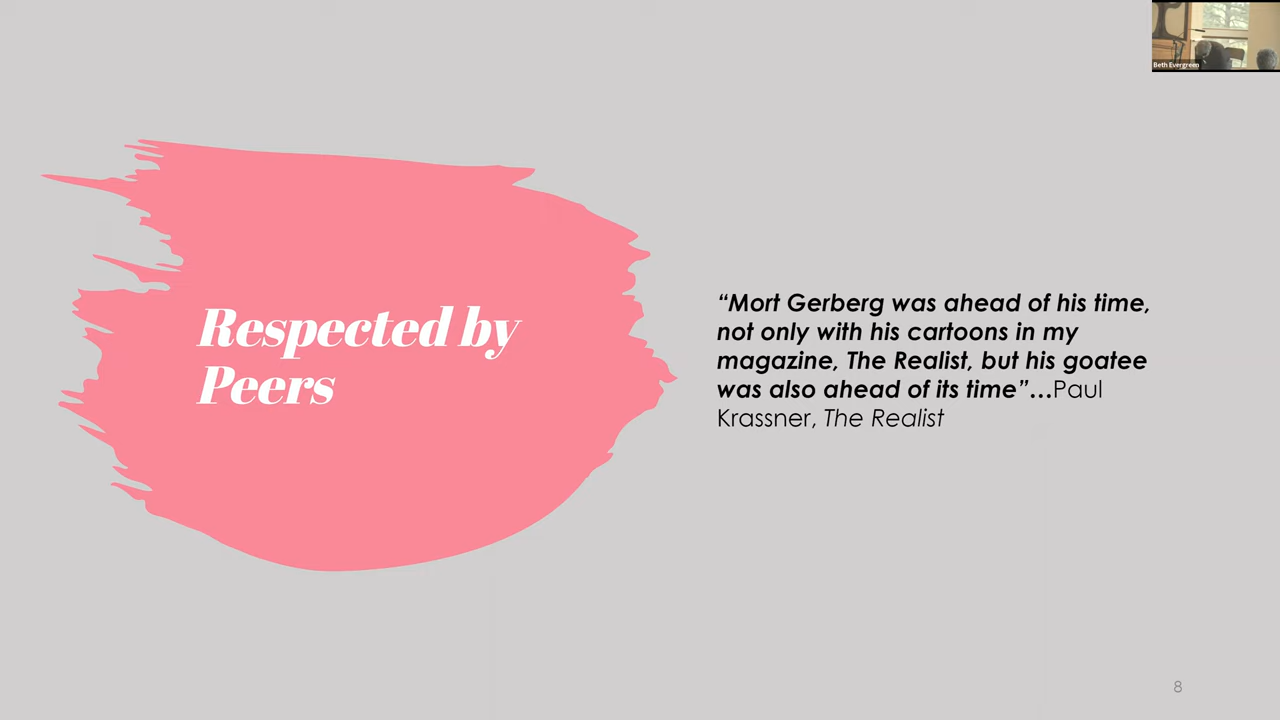 Beth Evergreen
Respected by
Peers
“Mort Gerberg was ahead of his time,
not only with his cartoons in my
magazine, The Realist, but his goatee
was also ahead of its time”…Paul
Krassner, The Realist
8